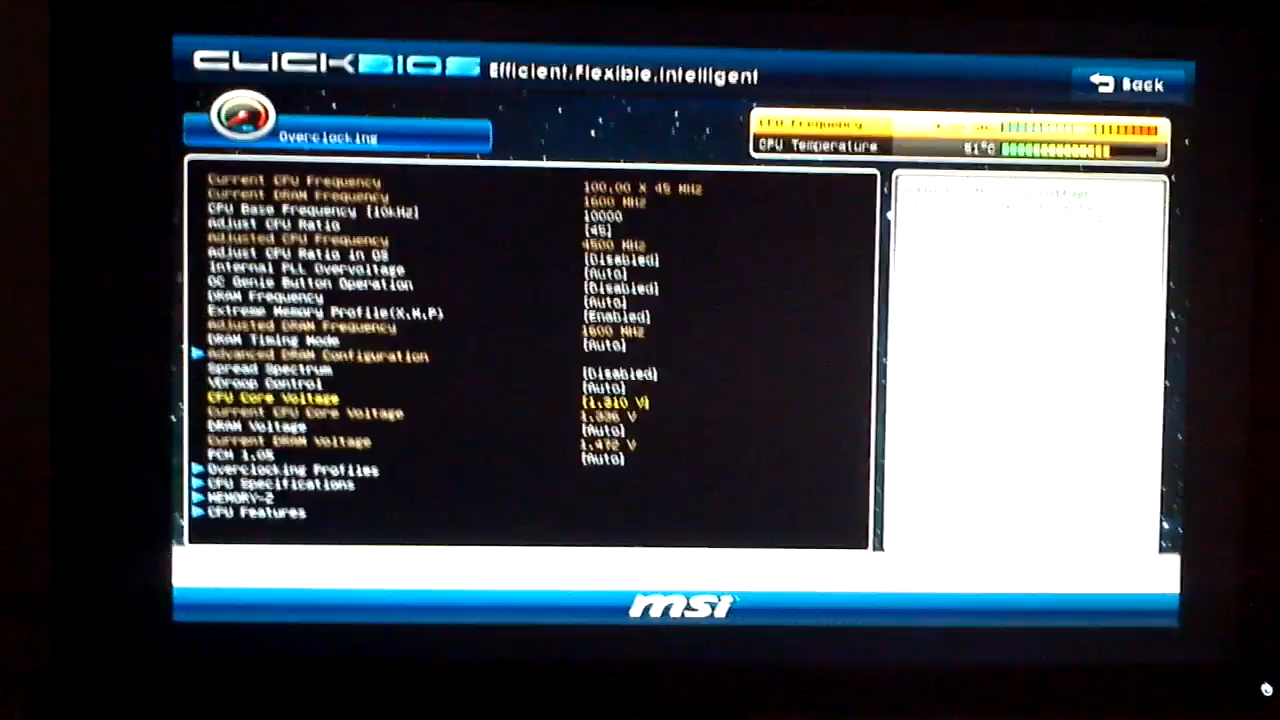 CLICKBIOS Efficient.Flexible.Intelligent
Back
Overclocking
CPU Frequency
CPU Temperature 51°C
Current CPU Frequency 100.00 X 45 MHZ
Current DRAM Frequency 1600 MHZ
CPU Base Frequency [10kHz] 10000
Adjust CPU Ratio [45]
Adjusted CPU Frequency 4500 MHZ
Adjust CPU Ratio in OS [Disabled]
Internal PLL Overvoltage [Auto]
OC Genie Button Operation [Disabled]
DRAM Frequency [Auto]
Extreme Memory Profile(X.M.P) [Enabled]
Adjusted DRAM Frequency 1600 MHZ
DRAM Timing Mode [Auto]
Advanced DRAM Configuration
Spread Spectrum [Disabled]
VDroop Control [Auto]
CPU Core Voltage [1.310 V]
Current CPU Core Voltage 1.336 V
DRAM Voltage [Auto]
Current DRAM Voltage 1.472 V
PCH 1.05 [Auto]
Overclocking Profiles
CPU Specifications
MEMORY-Z
CPU Features
msi